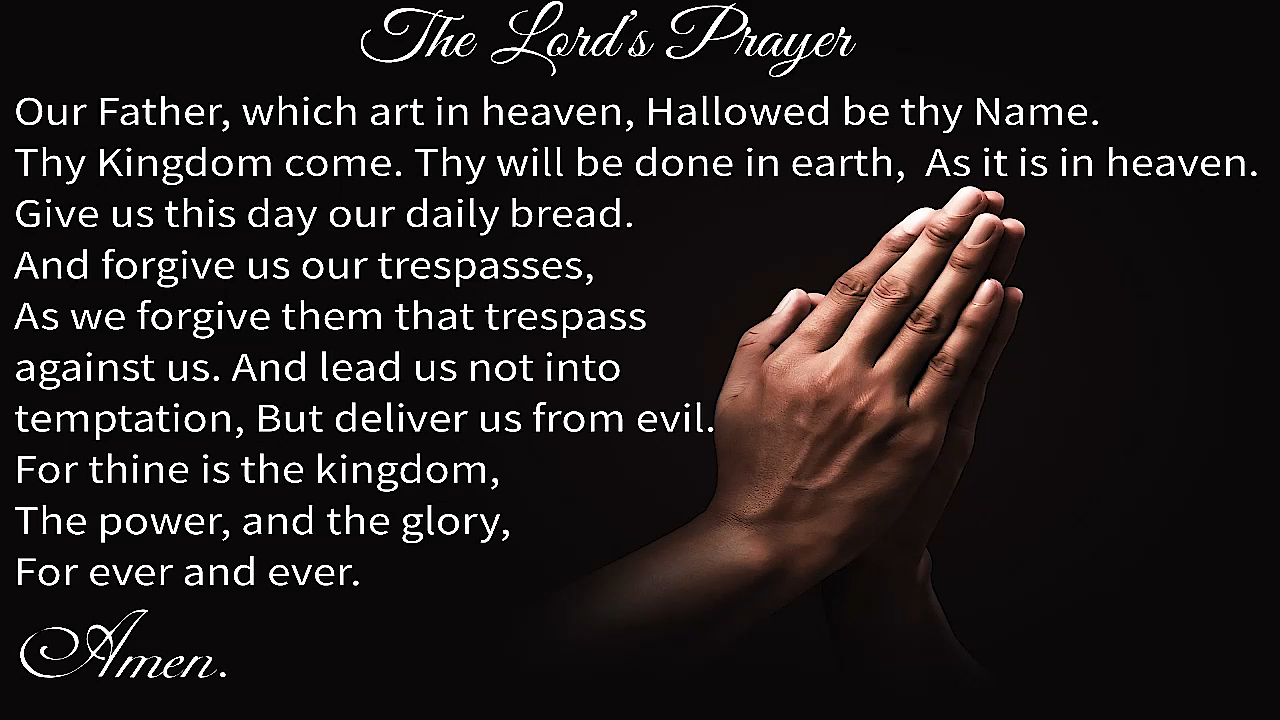 The Lord's Prayer
Our Father, which art in heaven, Hallowed be thy Name.
Thy Kingdom come. Thy will be done in earth,  As it is in heaven.
Give us this day our daily bread.
And forgive us our trespasses,
As we forgive them that trespass
against us. And lead us not into
temptation, But deliver us from evil.
For thine is the kingdom,
The power, and the glory,
For ever and ever.
Amen.